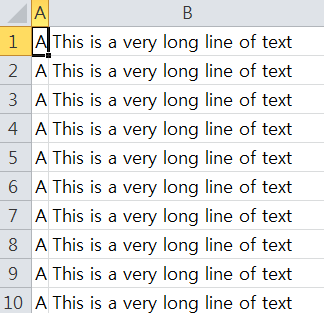 A B
1 A This is a very long line of text
2 A This is a very long line of text
3 A This is a very long line of text
4 A This is a very long line of text
5 A This is a very long line of text
6 A This is a very long line of text
7 A This is a very long line of text
8 A This is a very long line of text
9 A This is a very long line of text
10 A This is a very long line of text